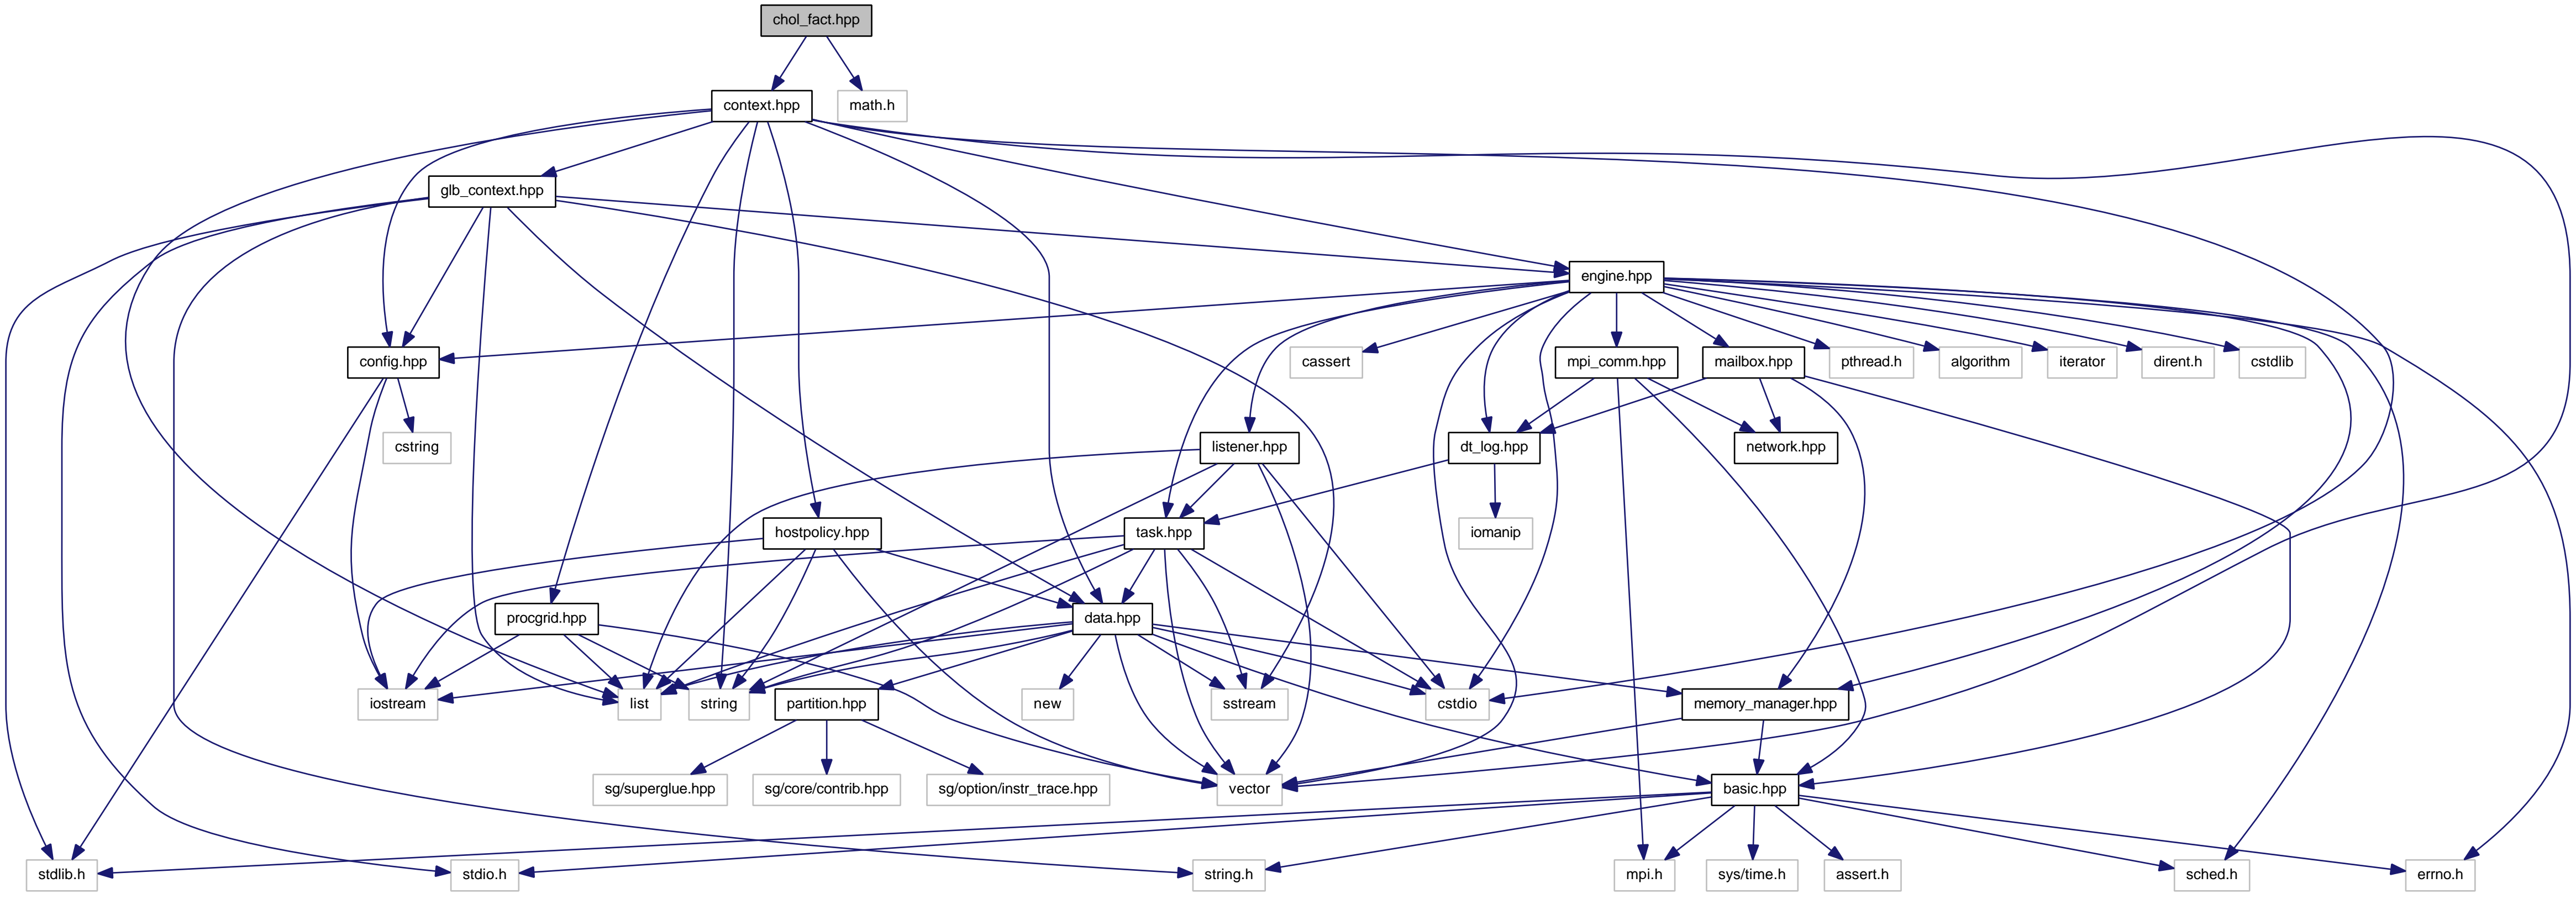 chol_fact.hpp
context.hpp
math.h
glb_context.hpp
engine.hpp
config.hpp
cassert
mpi_comm.hpp
mailbox.hpp
pthread.h
algorithm
iterator
dirent.h
cstdlib
cstring
listener.hpp
dt_log.hpp
network.hpp
hostpolicy.hpp
task.hpp
iomanip
procgrid.hpp
data.hpp
iostream
list
string
partition.hpp
new
sstream
cstdio
memory_manager.hpp
sg/superglue.hpp
sg/core/contrib.hpp
sg/option/instr_trace.hpp
vector
basic.hpp
stdlib.h
stdio.h
string.h
mpi.h
sys/time.h
assert.h
sched.h
errno.h